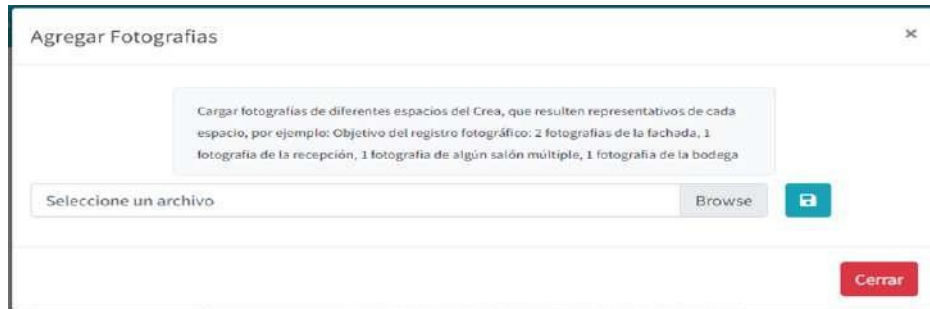 Agregar Fotografias
×
Cargar fotografías de diferentes espacios del Crea, que resulten representativos de cada
espacio, por ejemplo: Objetivo del registro fotográfico: 2 fotografías de la fachada, 1
fotografía de la recepción, 1 fotografía de algún salón múltiple, 1 fotografía de la bodega
Seleccione un archivo
Browse
Cerrar